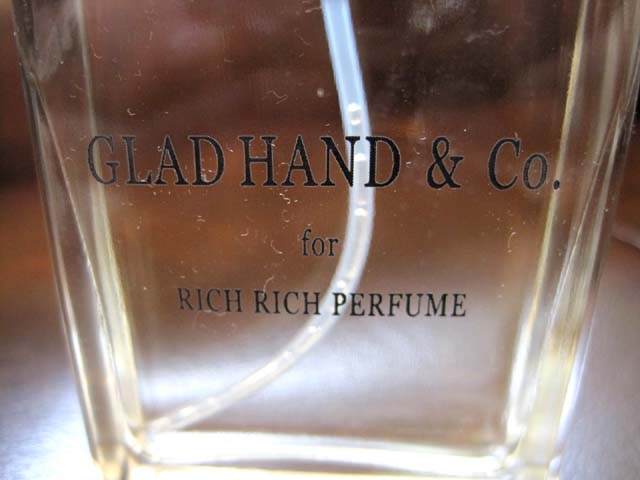 GLAD HAND & Co.
for
RICH RICH PERFUME